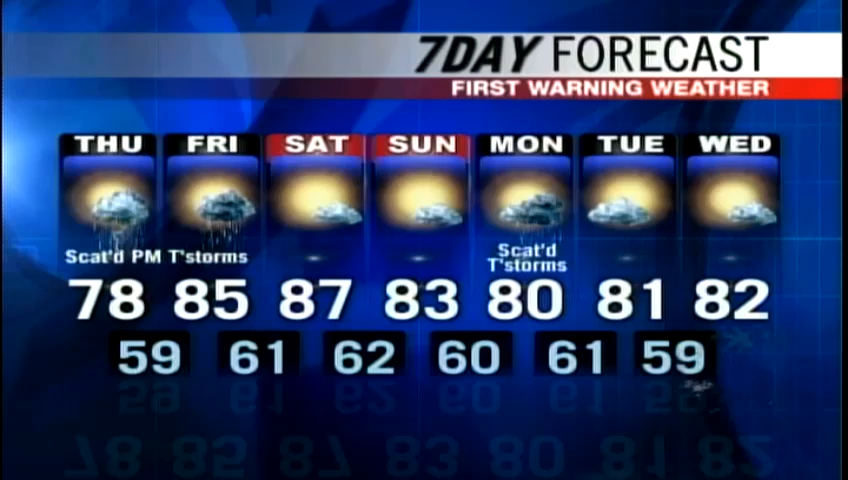 7DAY FORECAST
FIRST WARNING WEATHER
THU FRI SAT SUN MON TUE WED
Scat'd PM T'storms
Scat'd
T'storms
78 85 87 83 80 81 82
59 61 62 60 61 59